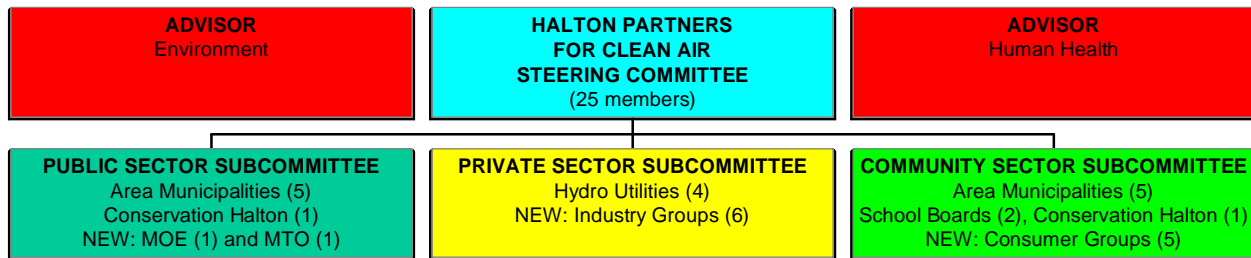 ADVISOR
Environment
HALTON PARTNERS
FOR CLEAN AIR
STEERING COMMITTEE
(25 members)
ADVISOR
Human Health
PUBLIC SECTOR SUBCOMMITTEE
Area Municipalities (5)
Conservation Halton (1)
NEW: MOE (1) and MTO (1)
PRIVATE SECTOR SUBCOMMITTEE
Hydro Utilities (4)
NEW: Industry Groups (6)
COMMUNITY SECTOR SUBCOMMITTEE
Area Municipalities (5)
School Boards (2), Conservation Halton (1)
NEW: Consumer Groups (5)